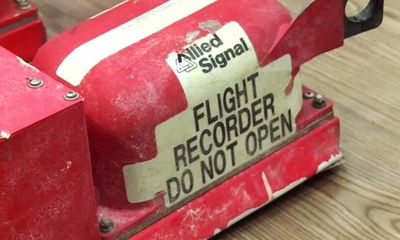 Allied
Signal
FLIGHT
RECORDER
DO NOT OPEN